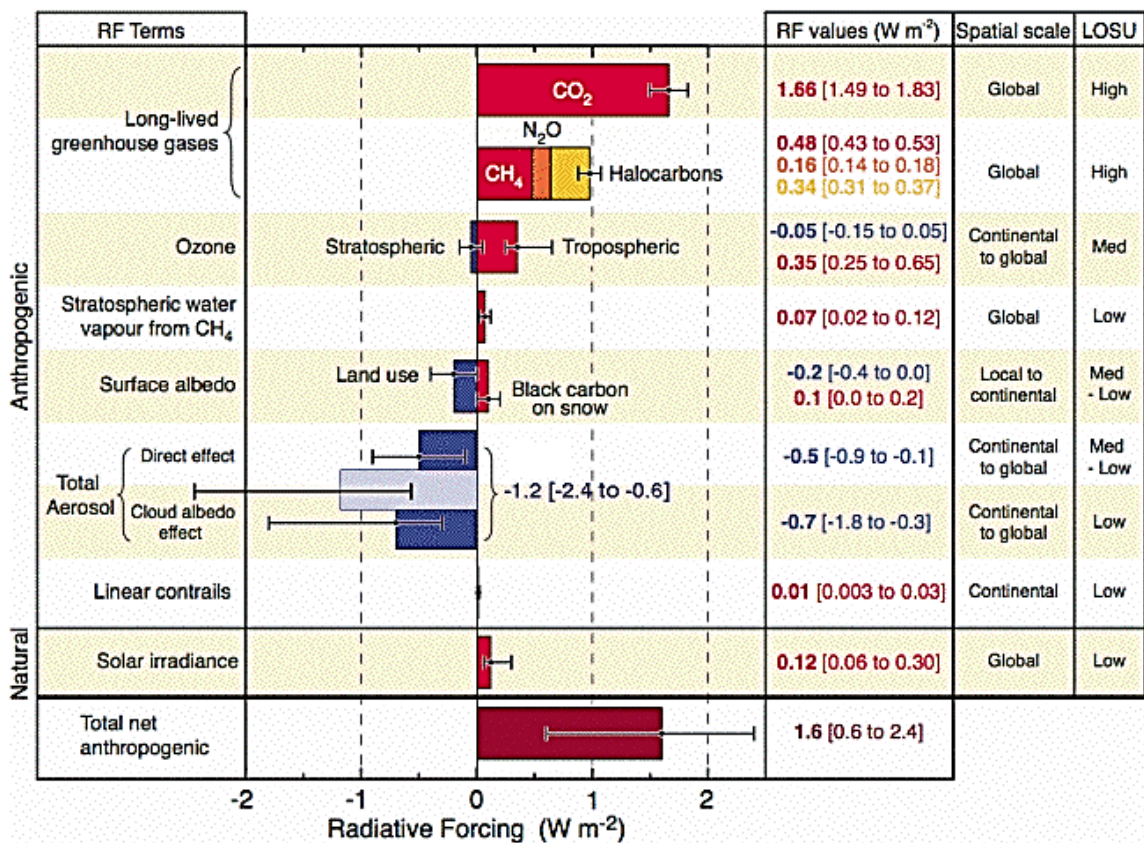 RF Terms
RF values (W m⁻²)
Spatial scale
LOSU
Anthropogenic
Long-lived
greenhouse gases
CO₂
1.66 [1.49 to 1.83]
Global
High
N₂O
CH₄
Halocarbons
0.48 [0.43 to 0.53]
0.16 [0.14 to 0.18]
0.34 [0.31 to 0.37]
Global
High
Ozone
Stratospheric
Tropospheric
-0.05 [-0.15 to 0.05]
0.35 [0.25 to 0.65]
Continental
to global
Med
Stratospheric water
vapour from CH₄
0.07 [0.02 to 0.12]
Global
Low
Surface albedo
Land use
Black carbon
on snow
-0.2 [-0.4 to 0.0]
0.1 [0.0 to 0.2]
Local to
continental
Med
- Low
Total
Aerosol
Direct effect
-0.5 [-0.9 to -0.1]
Continental
to global
Med
- Low
-1.2 [-2.4 to -0.6]
Cloud albedo
effect
-0.7 [-1.8 to -0.3]
Continental
to global
Low
Linear contrails
0.01 [0.003 to 0.03]
Continental
Low
Natural
Solar irradiance
0.12 [0.06 to 0.30]
Global
Low
Total net
anthropogenic
1.6 [0.6 to 2.4]
-2 -1 0 1 2
Radiative Forcing (W m⁻²)